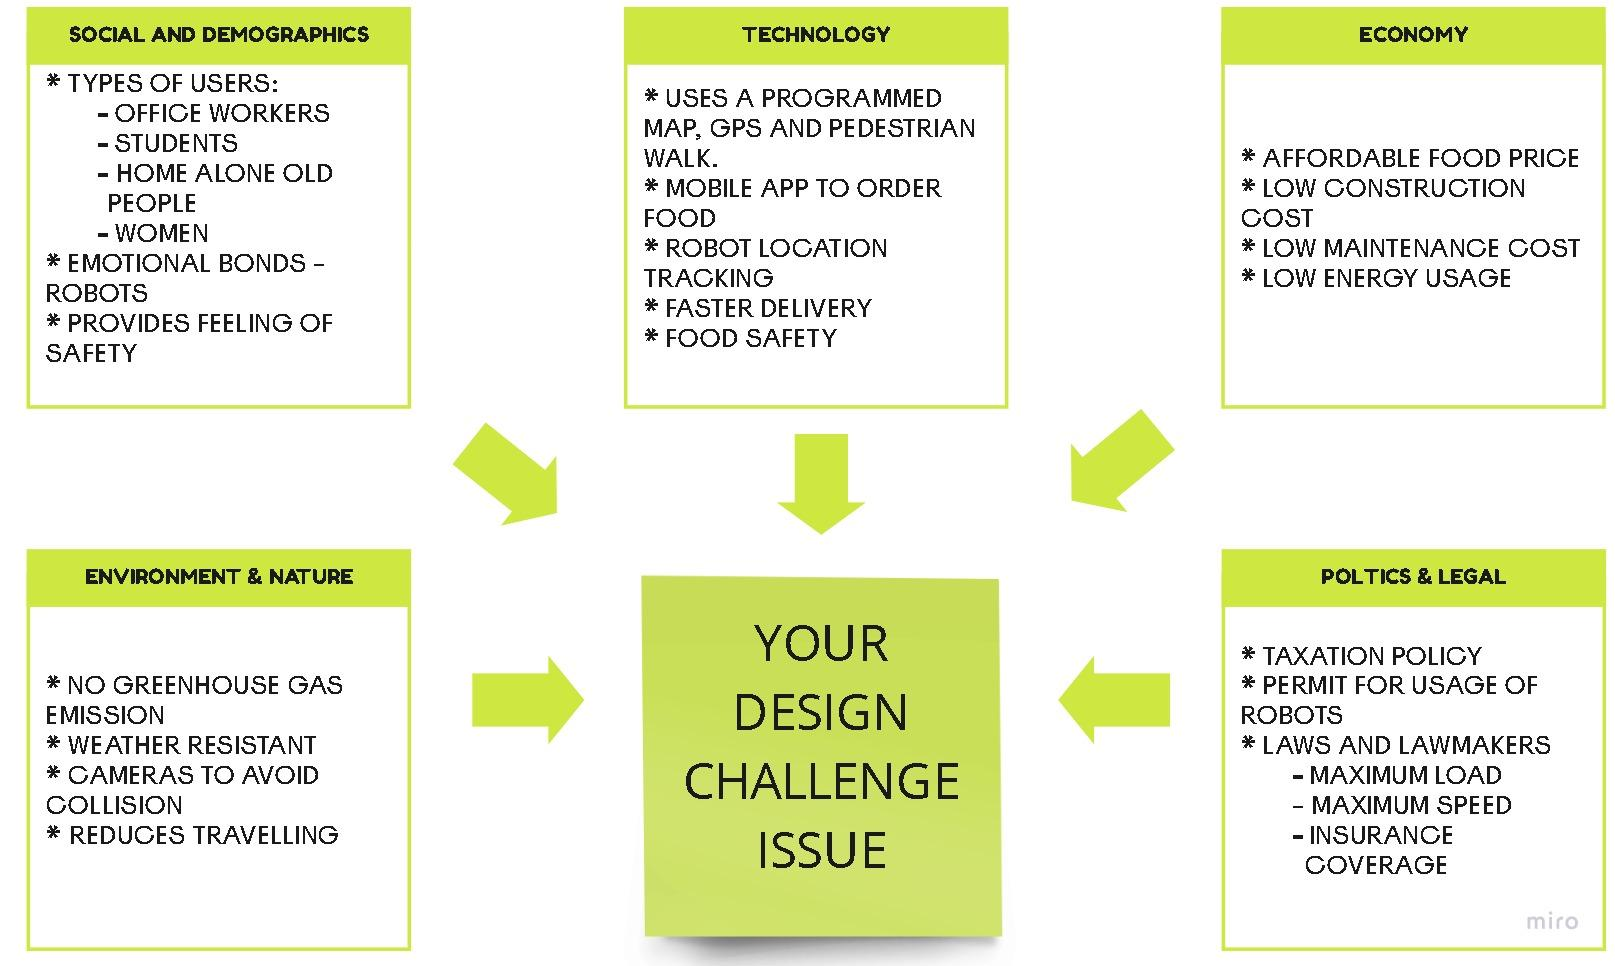 SOCIAL AND DEMOGRAPHICS
* TYPES OF USERS:
- OFFICE WORKERS
- STUDENTS
- HOME ALONE OLD
PEOPLE
- WOMEN
* EMOTIONAL BONDS -
ROBOTS
* PROVIDES FEELING OF
SAFETY
TECHNOLOGY
* USES A PROGRAMMED
MAP, GPS AND PEDESTRIAN
WALK.
* MOBILE APP TO ORDER
FOOD
* ROBOT LOCATION
TRACKING
* FASTER DELIVERY
* FOOD SAFETY
ECONOMY
* AFFORDABLE FOOD PRICE
* LOW CONSTRUCTION
COST
* LOW MAINTENANCE COST
* LOW ENERGY USAGE
ENVIRONMENT & NATURE
* NO GREENHOUSE GAS
EMISSION
* WEATHER RESISTANT
* CAMERAS TO AVOID
COLLISION
* REDUCES TRAVELLING
YOUR
DESIGN
CHALLENGE
ISSUE
POLTICS & LEGAL
* TAXATION POLICY
* PERMIT FOR USAGE OF
ROBOTS
* LAWS AND LAWMAKERS
- MAXIMUM LOAD
- MAXIMUM SPEED
- INSURANCE
COVERAGE
miro